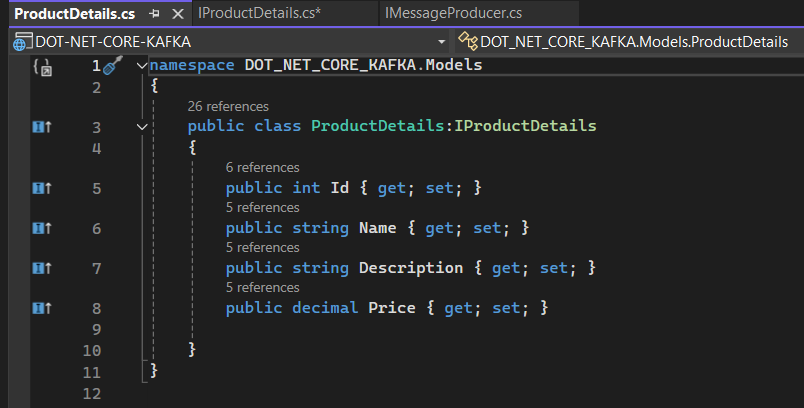 ProductDetails.cs
IProductDetails.cs*
IMessageProducer.cs
DOT-NET-CORE-KAFKA
DOT_NET_CORE_KAFKA.Models.ProductDetails
1 namespace DOT_NET_CORE_KAFKA.Models
2 {
26 references
3 public class ProductDetails:IProductDetails
4 {
6 references
5 public int Id { get; set; }
5 references
6 public string Name { get; set; }
5 references
7 public string Description { get; set; }
5 references
8 public decimal Price { get; set; }
9
10 }
11 }
12